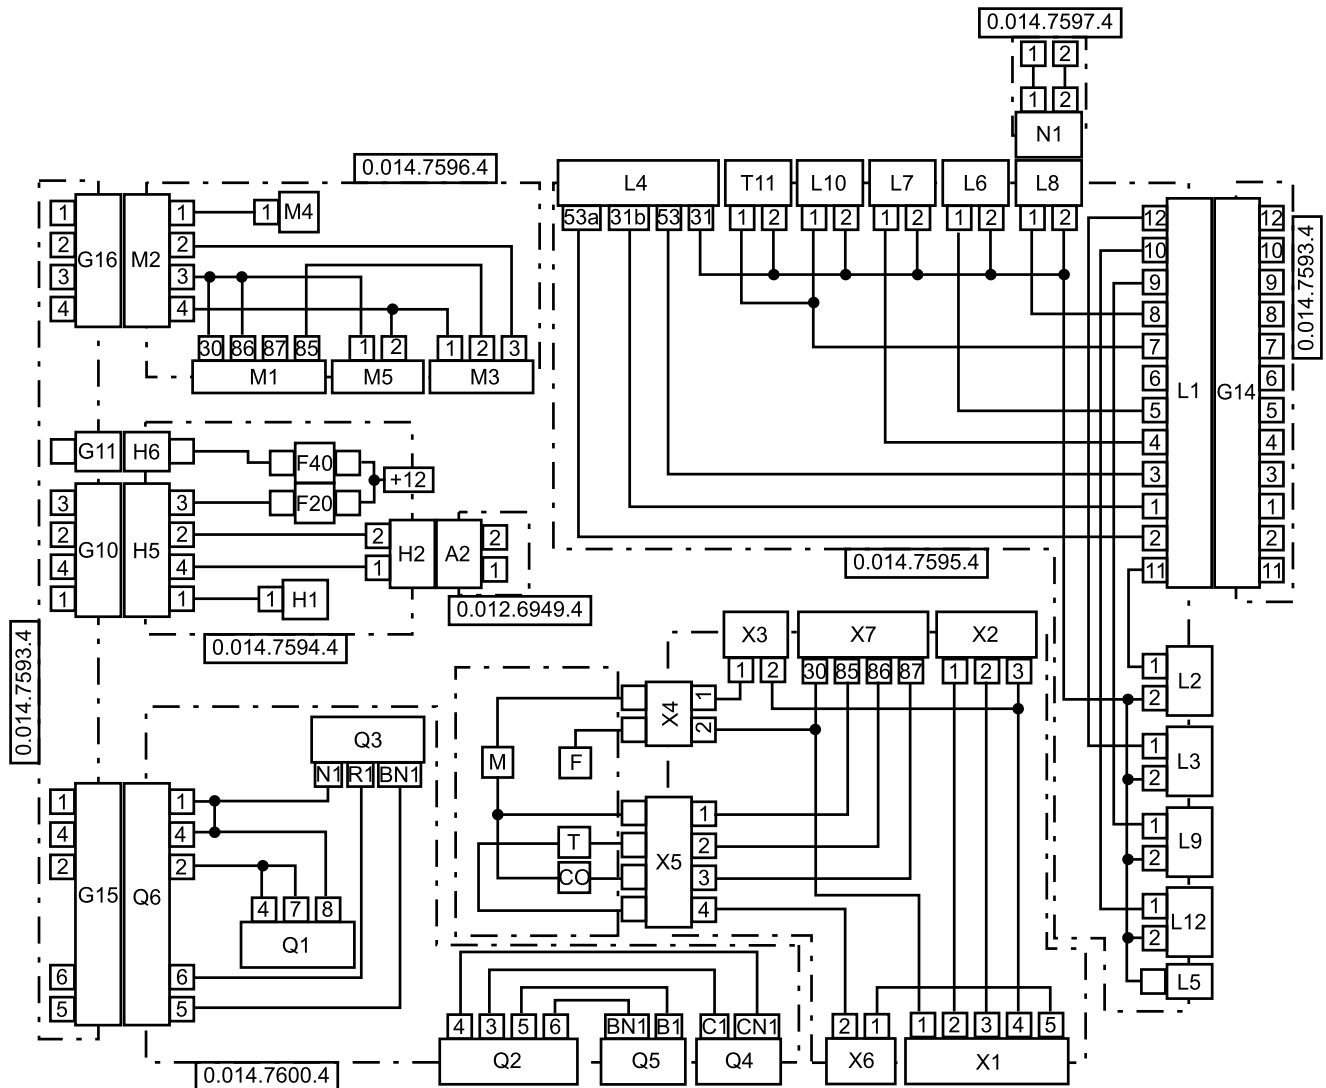 0.014.7597.4
1 2
1 2
N1
0.014.7596.4
L4 T11 L10 L7 L6 L8
53a 31b 53 31 1 2 1 2 1 2 1 2 1 2
1 G16 M2 1 1 M4
2 2
3 3
4 4
30 86 87 85 1 2 1 2 3
M1 M5 M3
12 L1 G14 12
10 10
9 9
8 8
7 7
6 6
5 5
4 4
3 3
1 1
2 2
11 11
0.014.7593.4
G11 H6 F40
+12
3 G10 H5 3 F20
2 2 2 H2 A2 2
4 4 1 1
1 1 1 H1
0.012.6949.4
0.014.7594.4
0.014.7595.4
0.014.7593.4
X3 X7 X2
1 2 30 85 86 87 1 2 3
X4 1
2
M F
T
CO
X5 1
2
3
4
1 L2
2
1 L3
2
1 L9
2
1 L12
2
L5
Q3
N1 R1 BN1
1 G15 Q6 1
4 4
2 2
4 7 8
Q1
6 6
5 5
4 3 5 6 BN1 B1 C1 CN1 2 1 1 2 3 4 5
Q2 Q5 Q4 X6 X1
0.014.7600.4